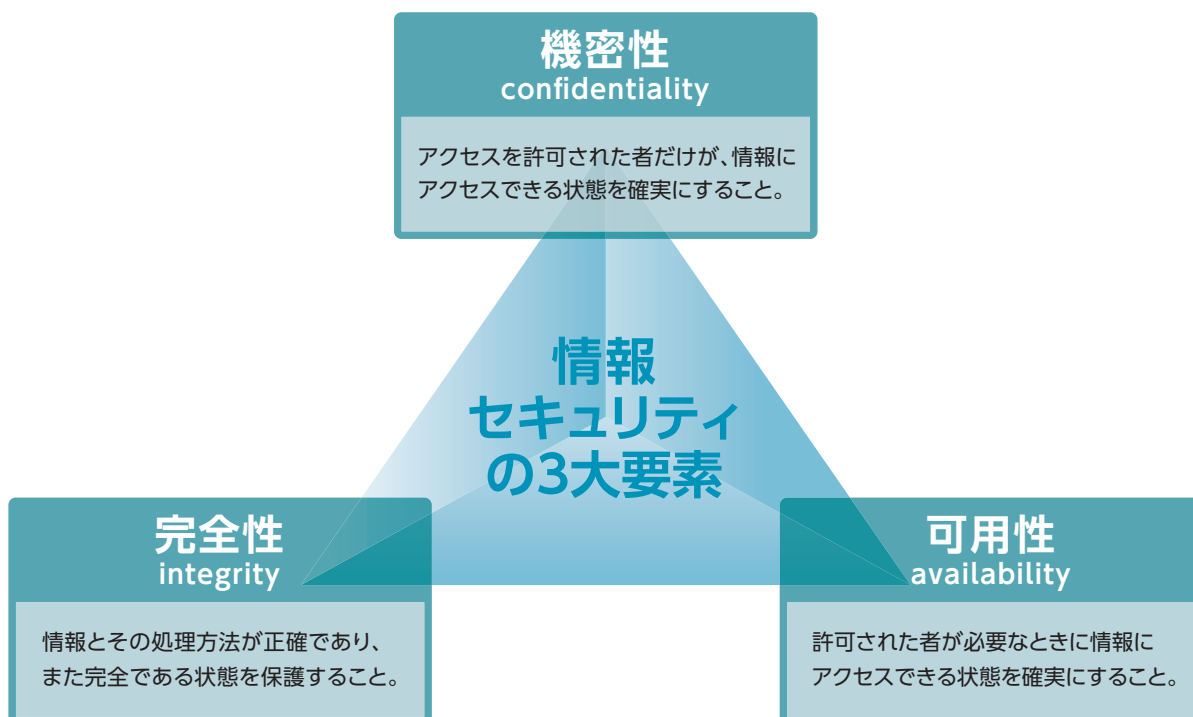 機密性
confidentiality
アクセスを許可された者だけが、情報に
アクセスできる状態を確実にすること。
情報
セキュリティ
の3大要素
完全性
integrity
情報とその処理方法が正確であり、
また完全である状態を保護すること。
可用性
availability
許可された者が必要なときに情報に
アクセスできる状態を確実にすること。